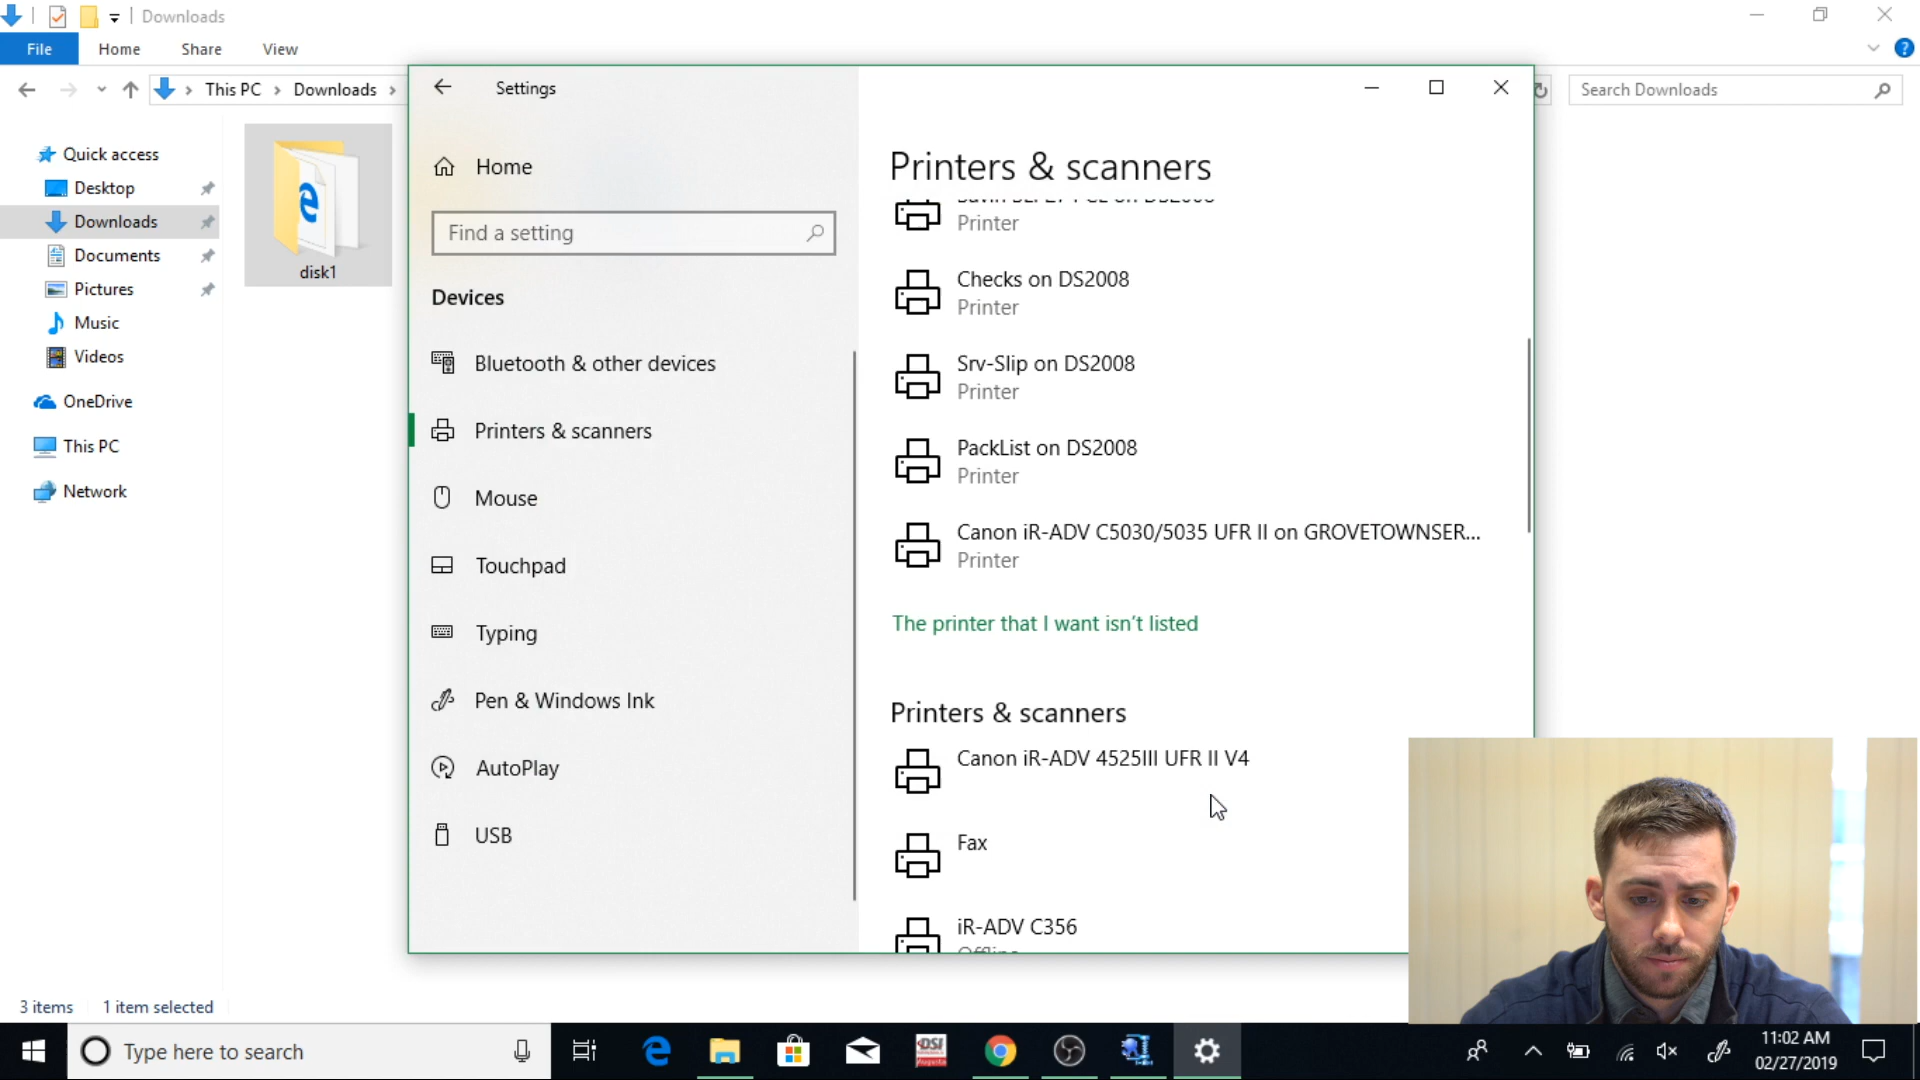 Downloads
File
Home
Share
View
This PC
Downloads
Search Downloads
Quick access
Desktop
Downloads
Documents
Pictures
Music
Videos
OneDrive
This PC
Network
disk1
3 items
1 item selected
Settings
Home
Find a setting
Devices
Bluetooth & other devices
Printers & scanners
Mouse
Touchpad
Typing
Pen & Windows Ink
AutoPlay
USB
Printers & scanners
Printer
Checks on DS2008
Printer
Srv-Slip on DS2008
Printer
PackList on DS2008
Printer
Canon iR-ADV C5030/5035 UFR II on GROVETOWNSER...
Printer
The printer that I want isn't listed
Printers & scanners
Canon iR-ADV 4525III UFR II V4
Fax
iR-ADV C356
Offline
Type here to search
DSI
11:02 AM
02/27/2019